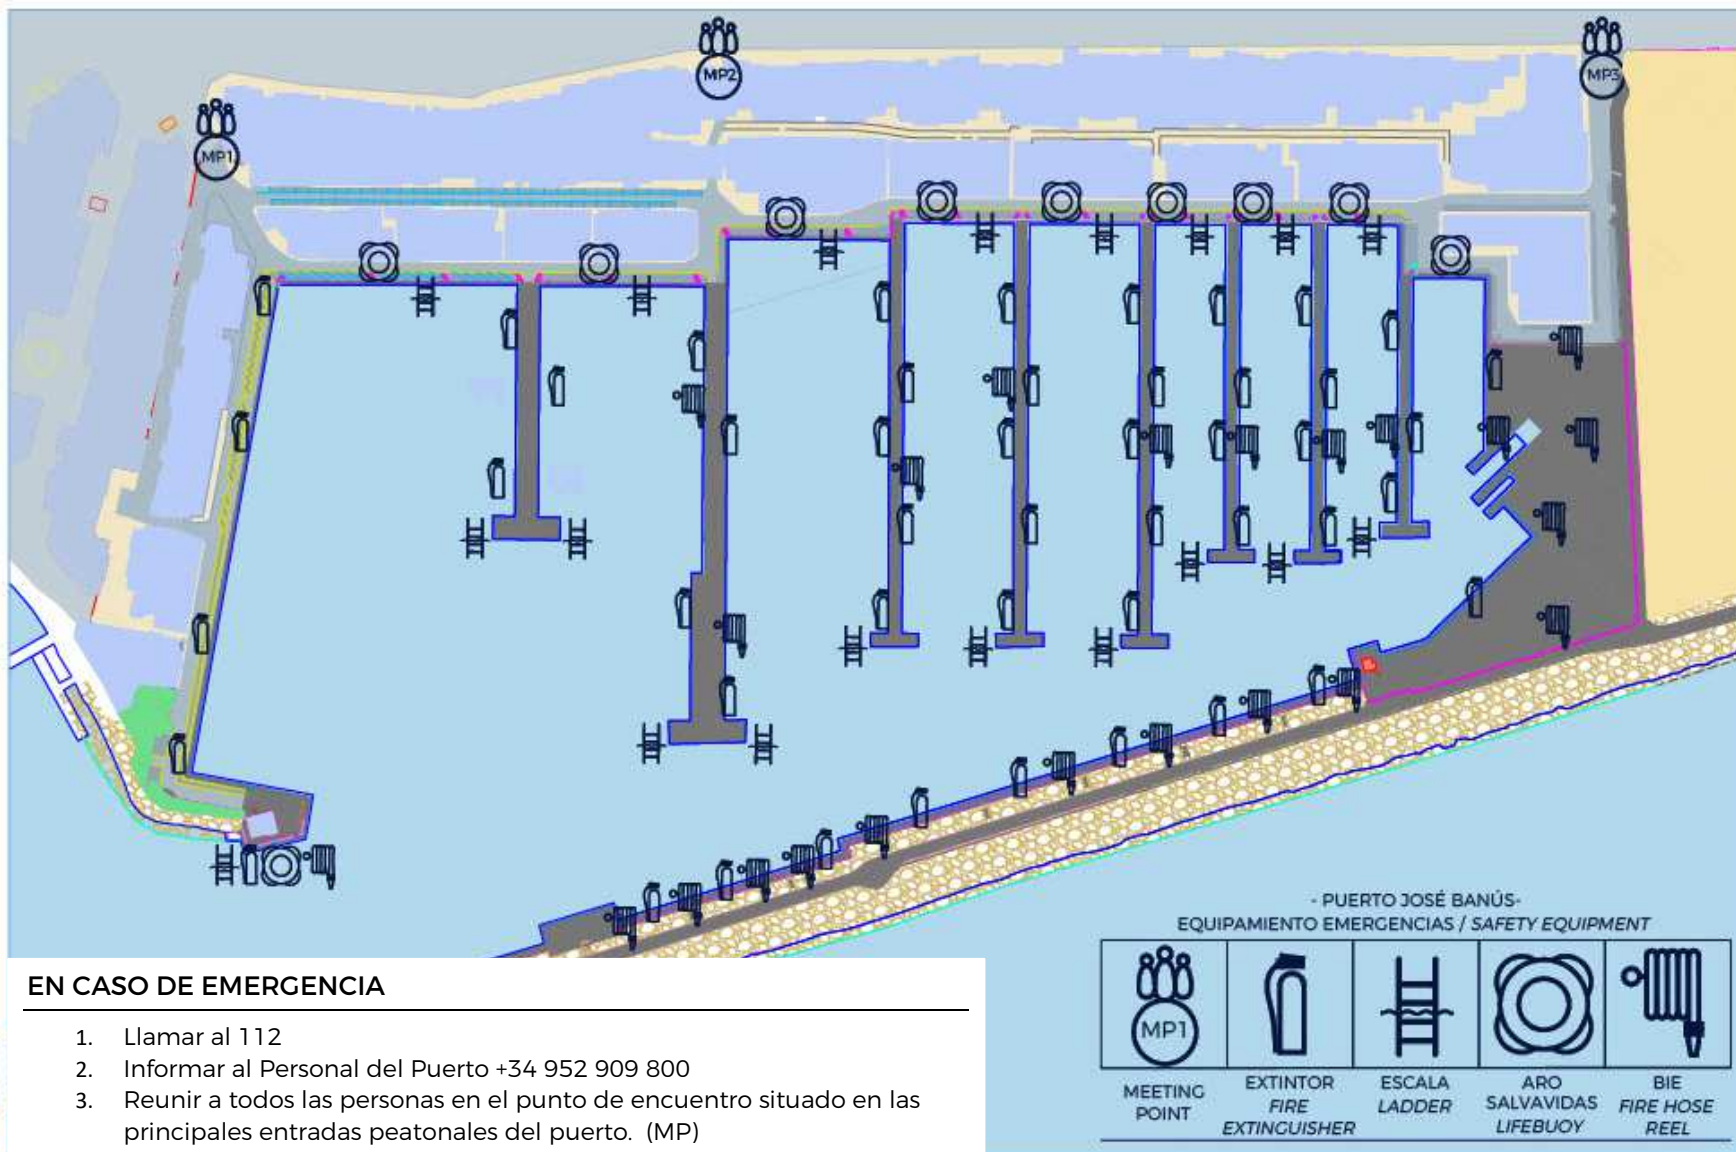 MP1
MP2
MP3
- PUERTO JOSÉ BANÚS-
EQUIPAMIENTO EMERGENCIAS / SAFETY EQUIPMENT
MP1
MEETING
POINT
EXTINTOR
FIRE
EXTINGUISHER
ESCALA
LADDER
ARO
SALVAVIDAS
LIFEBUOY
BIE
FIRE HOSE
REEL
EN CASO DE EMERGENCIA
1. Llamar al 112
2. Informar al Personal del Puerto +34 952 909 800
3. Reunir a todos las personas en el punto de encuentro situado en las
principales entradas peatonales del puerto. (MP)